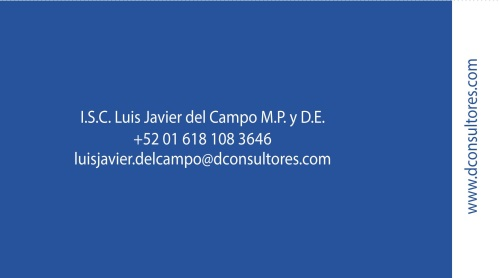 I.S.C. Luis Javier del Campo M.P. y D.E.
+52 01 618 108 3646
luisjavier.delcampo@dconsultores.com
www.dconsultores.com